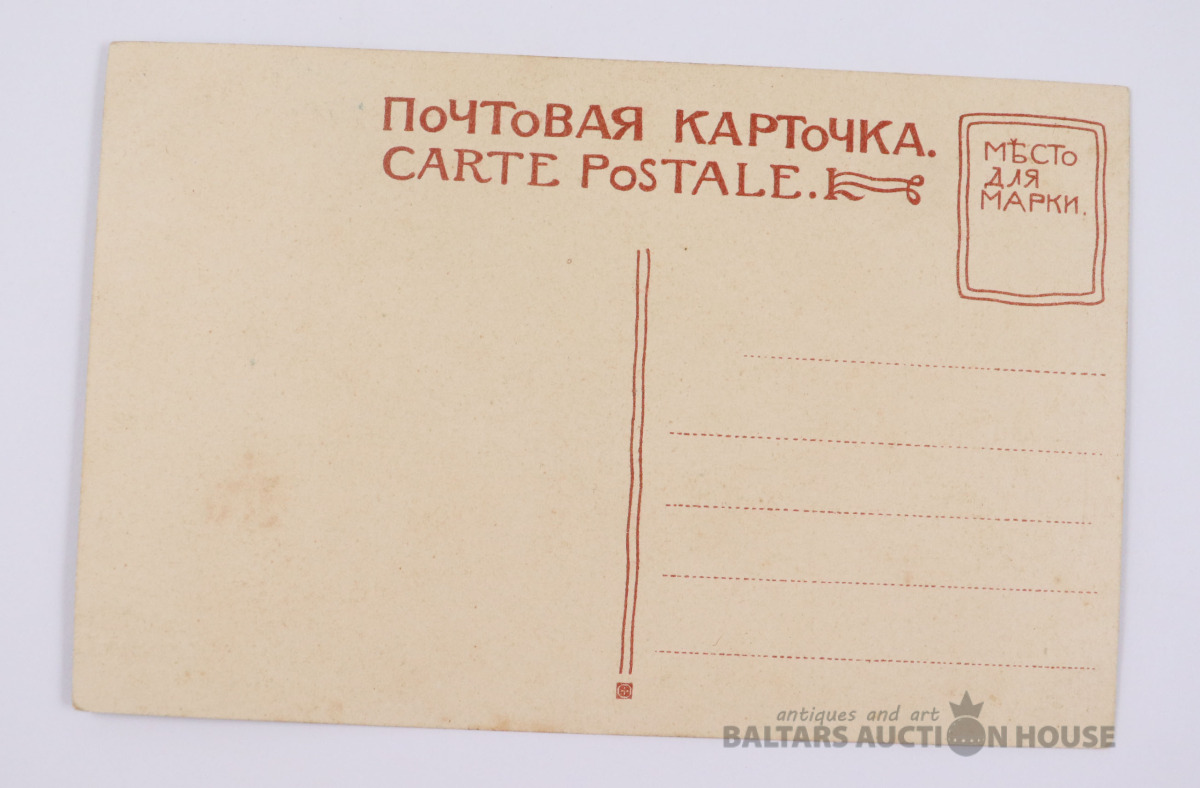 ПОЧТОВАЯ КАРТОЧКА.
CARTE POSTALE.
МѢСТО
ДЛЯ
МАРКИ.
antiques and art
BALTARS AUCTION HOUSE